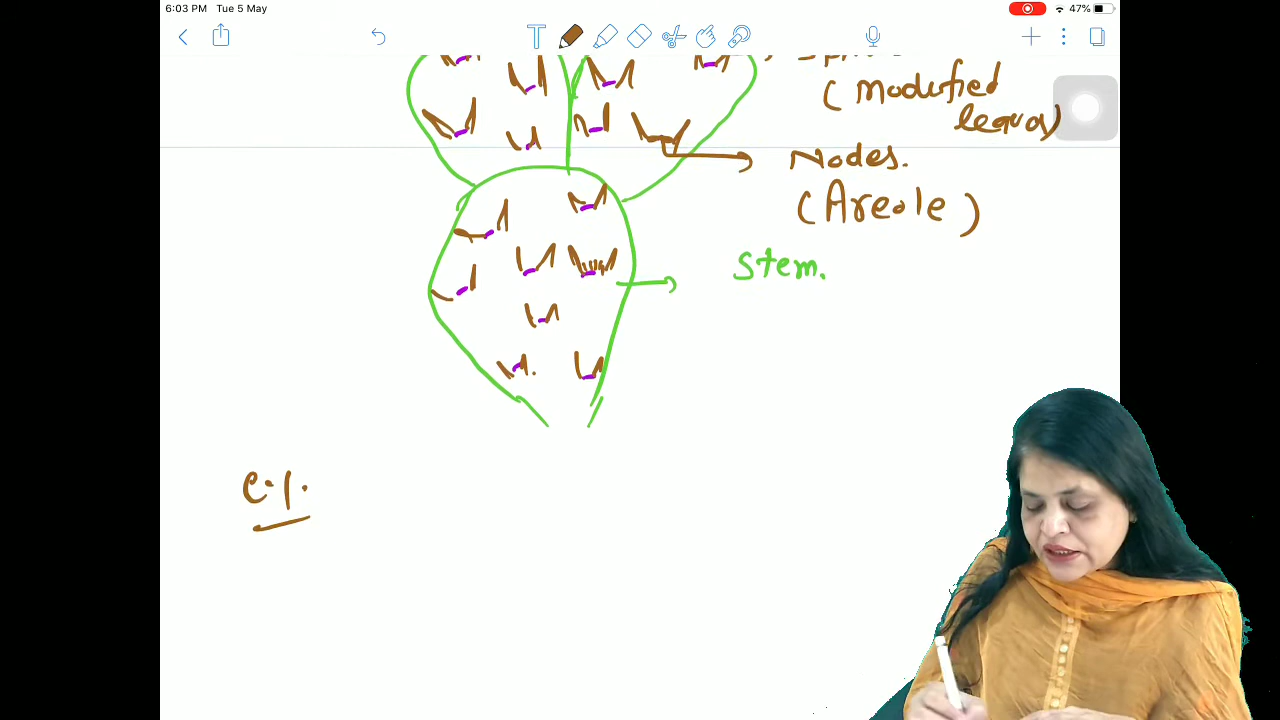 6:03 PM Tue 5 May
47%
(modified
leaves)
Nodes.
(Areole)
Stem.
e.g.